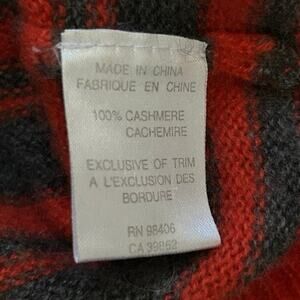 MADE IN CHINA
FABRIQUE EN CHINE
100% CASHMERE
CACHEMIRE
EXCLUSIVE OF TRIM
A L'EXCLUSION DES
BORDURE
RN 98406
CA 39852